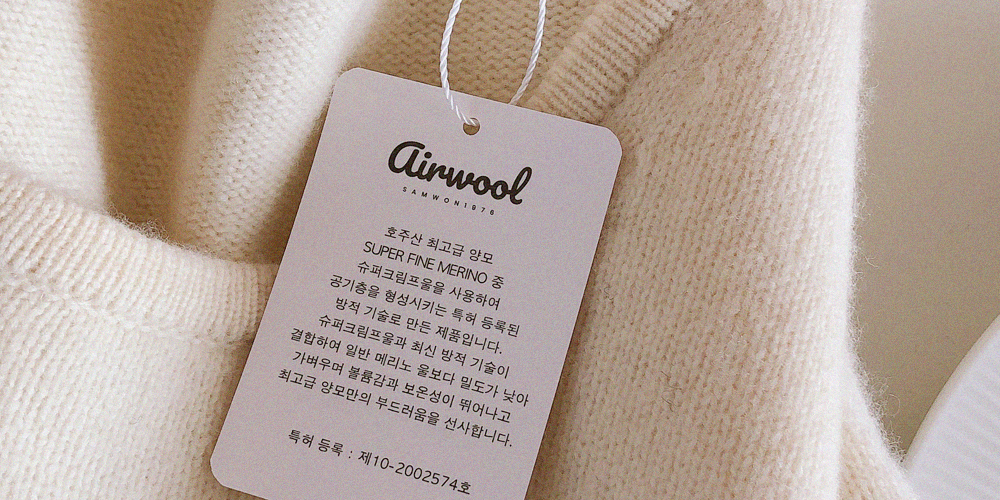 Airwool
SAMWON1976
호주산 최고급 양모
SUPER FINE MERINO 중
슈퍼크림프울을 사용하여
공기층을 형성시키는 특허 등록된
방적 기술로 만든 제품입니다.
슈퍼크림프울과 최신 방적 기술이
결합하여 일반 메리노 울보다 밀도가 낮아
가벼우며 볼륨감과 보온성이 뛰어나고
최고급 양모만의 부드러움을 선사합니다.
특허 등록 : 제10-2002574호